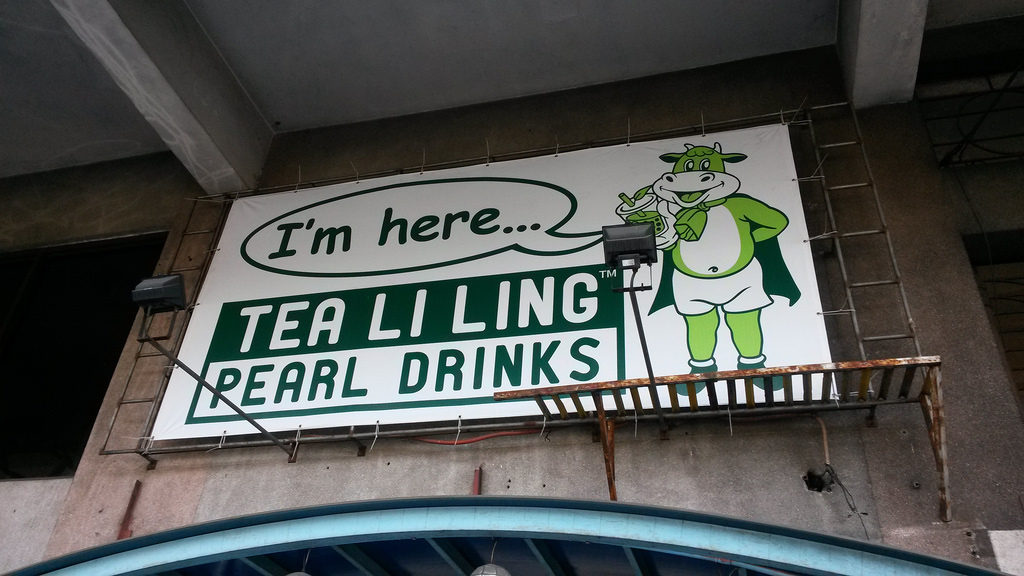 I'm here...
TEA LI LING™
PEARL DRINKS